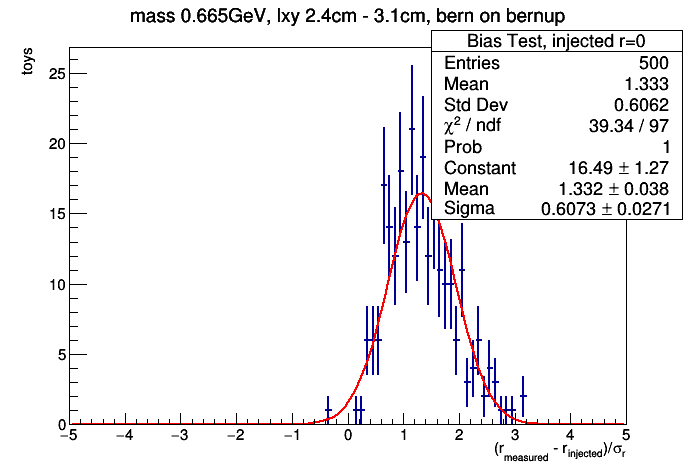 mass 0.665GeV, lxy 2.4cm - 3.1cm, bern on bernup
Bias Test, injected r=0
Entries 500
Mean 1.333
Std Dev 0.6062
χ² / ndf 39.34 / 97
Prob 1
Constant 16.49 ± 1.27
Mean 1.332 ± 0.038
Sigma 0.6073 ± 0.0271
toys
25
20
15
10
5
0
−5 −4 −3 −2 −1 0 1 2 3 4 5
(r_measured - r_injected)/σ_r